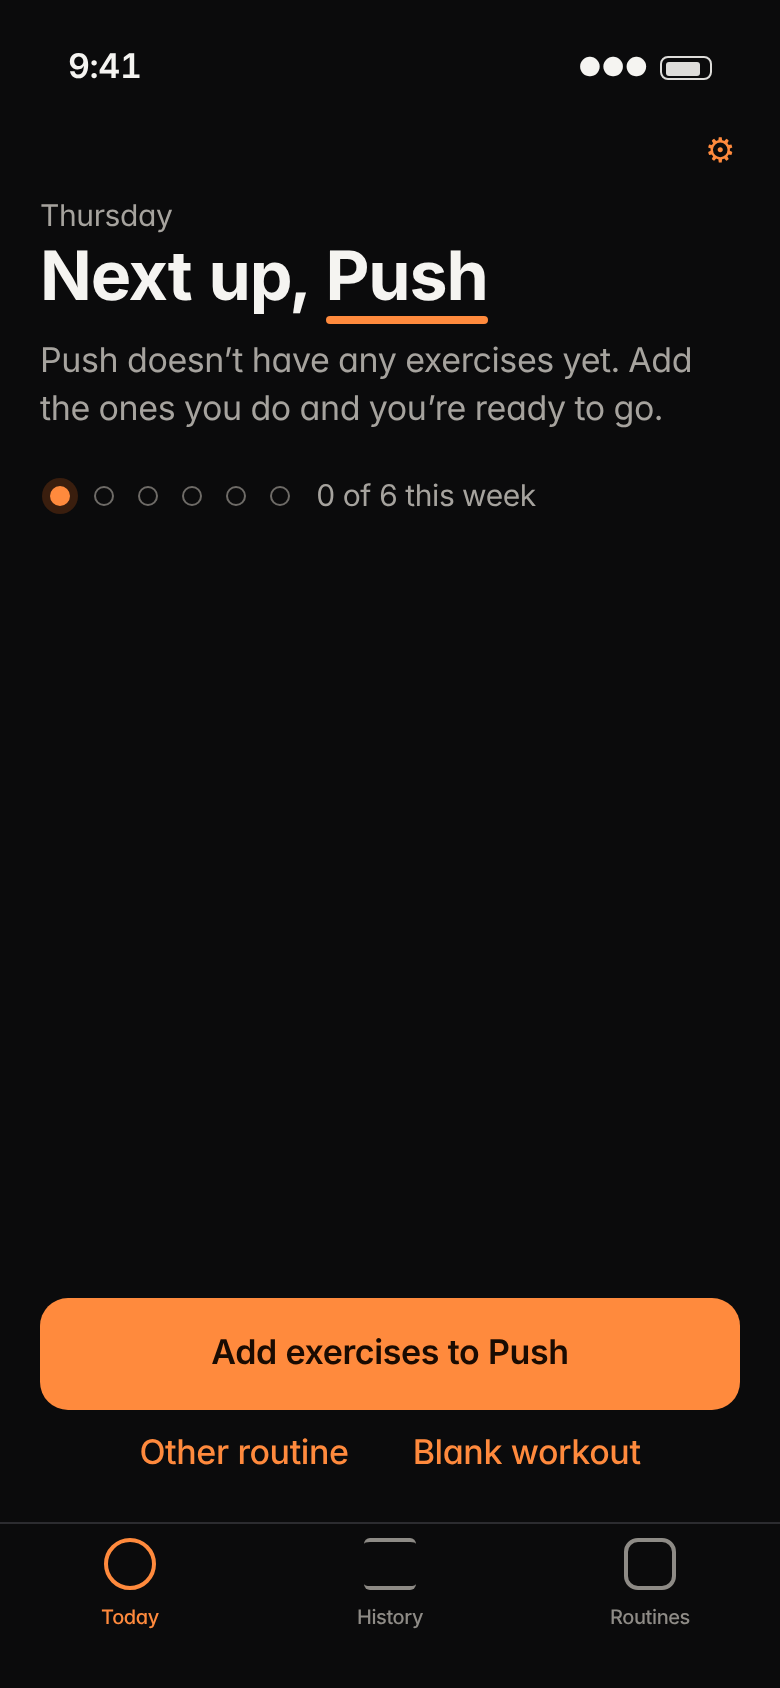 9:41
Thursday
Next up, Push
Push doesn’t have any exercises yet. Add
the ones you do and you’re ready to go.
0 of 6 this week
Add exercises to Push
Other routine
Blank workout
Today
History
Routines